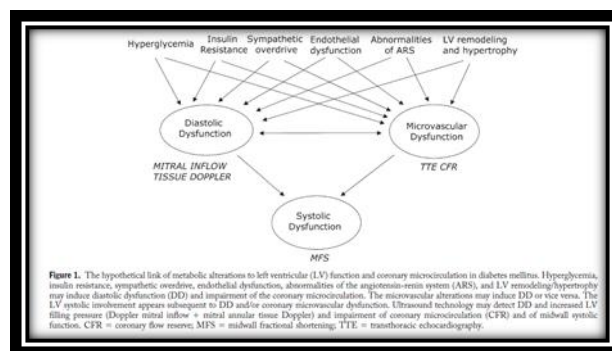 Hyperglycemia
Insulin
Resistance
Sympathetic
overdrive
Endothelial
dysfunction
Abnormalities
of ARS
LV remodeling
and hypertrophy
Diastolic
Dysfunction
Microvascular
Dysfunction
MITRAL INFLOW
TISSUE DOPPLER
TTE CFR
Systolic
Dysfunction
MFS
Figure 1. The hypothetical link of metabolic alterations to left ventricular (LV) function and coronary microcirculation in diabetes mellitus. Hyperglycemia,
insulin resistance, sympathetic overdrive, endothelial dysfunction, abnormalities of the angiotensin-renin system (ARS), and LV remodeling/hypertrophy
may induce diastolic dysfunction (DD) and impairment of the coronary microcirculation. The microvascular alterations may induce DD or vice versa. The
LV systolic involvement appears subsequent to DD and/or coronary microvascular dysfunction. Ultrasound technology may detect DD and increased LV
filling pressure (Doppler mitral inflow + mitral annular tissue Doppler) and impairment of coronary microcirculation (CFR) and of midwall systolic
function. CFR = coronary flow reserve; MFS = midwall fractional shortening; TTE = transthoracic echocardiography.